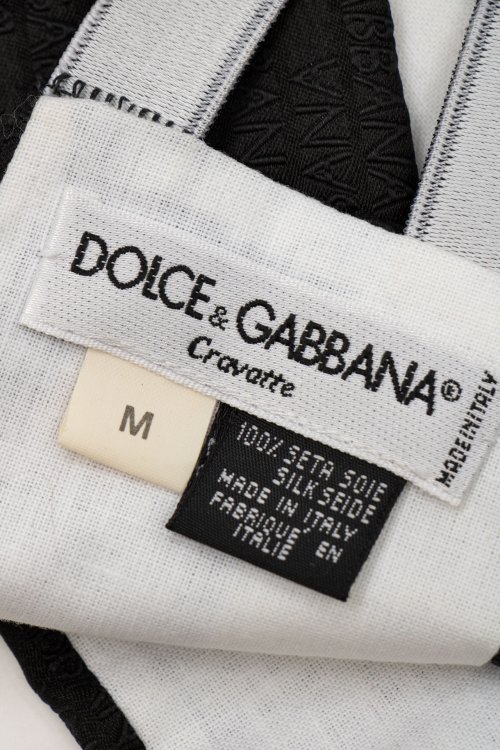 DOLCE & GABBANA®
Cravatte
MADE IN ITALY
M
100% SETA SOIE
SILK SEIDE
MADE IN ITALY
FABRIQUE' EN
ITALIE